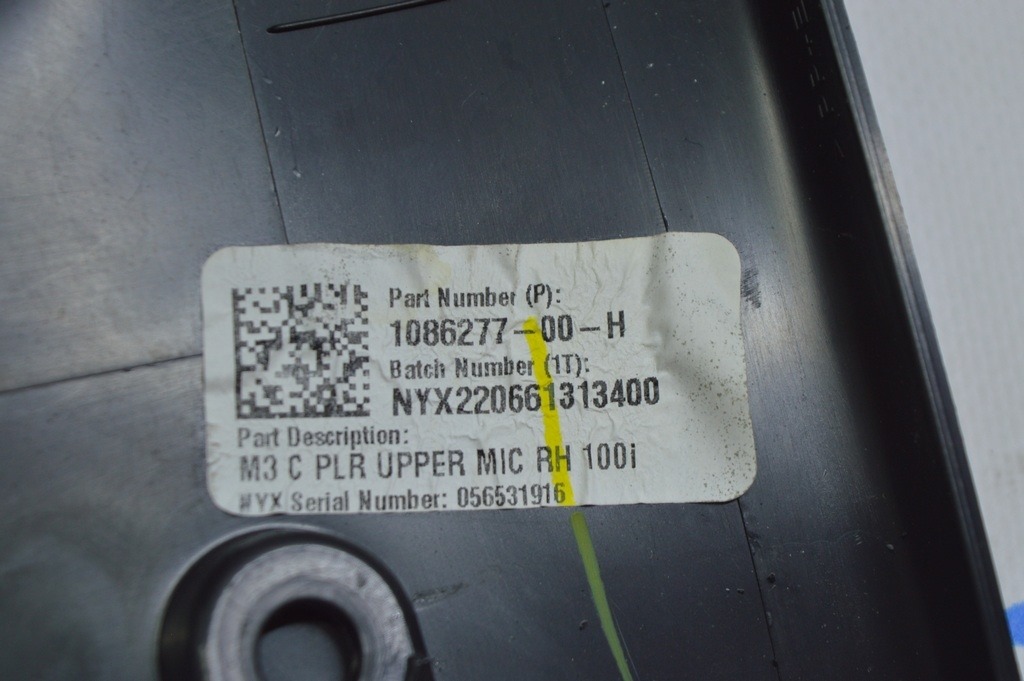 Part Number (P):
1086277-00-H
Batch Number (1T):
NYX220661313400
Part Description:
M3 C PLR UPPER MIC RH 100i
NYX Serial Number: 056531916